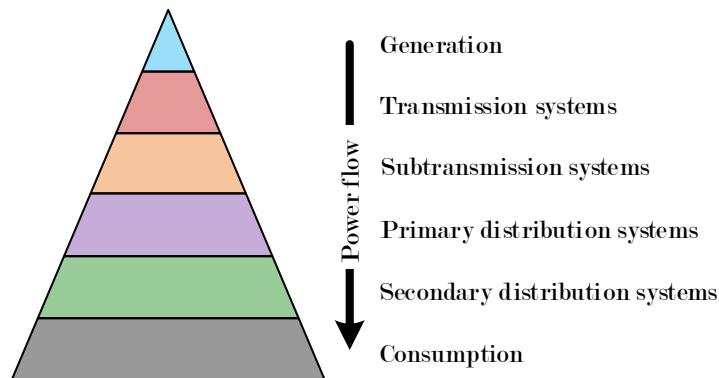 Generation
Transmission systems
Subtransmission systems
Power flow
Primary distribution systems
Secondary distribution systems
Consumption